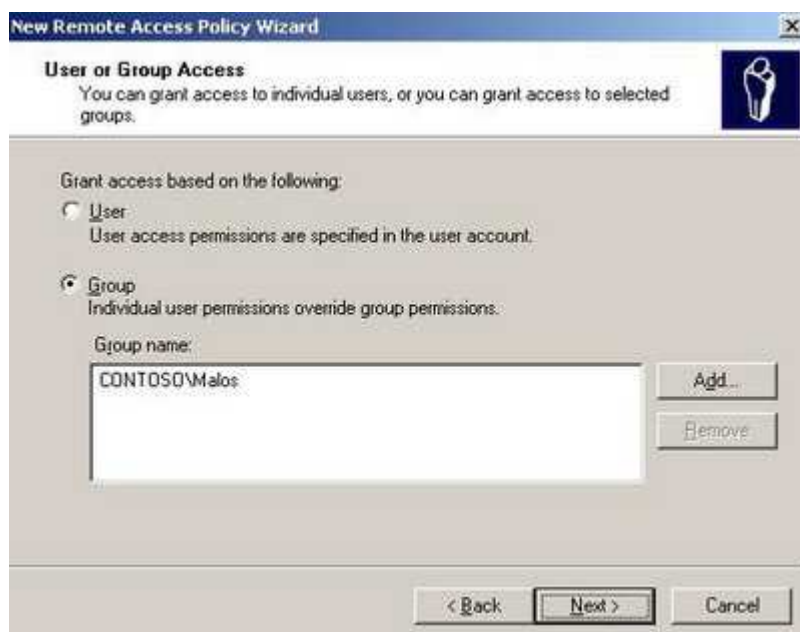 New Remote Access Policy Wizard
User or Group Access
You can grant access to individual users, or you can grant access to selected
groups.
Grant access based on the following:
User
User access permissions are specified in the user account.
Group
Individual user permissions override group permissions.
Group name:
CONTOSO\Malos
Add...
Remove
< Back
Next >
Cancel